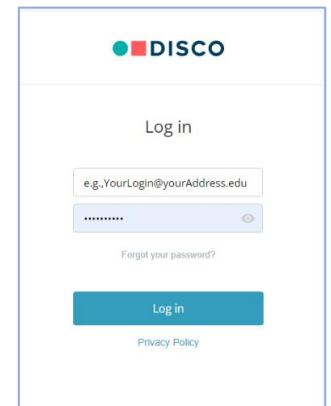 DISCO
Log in
e.g.,YourLogin@yourAddress.edu
••••••••••
Forgot your password?
Log in
Privacy Policy